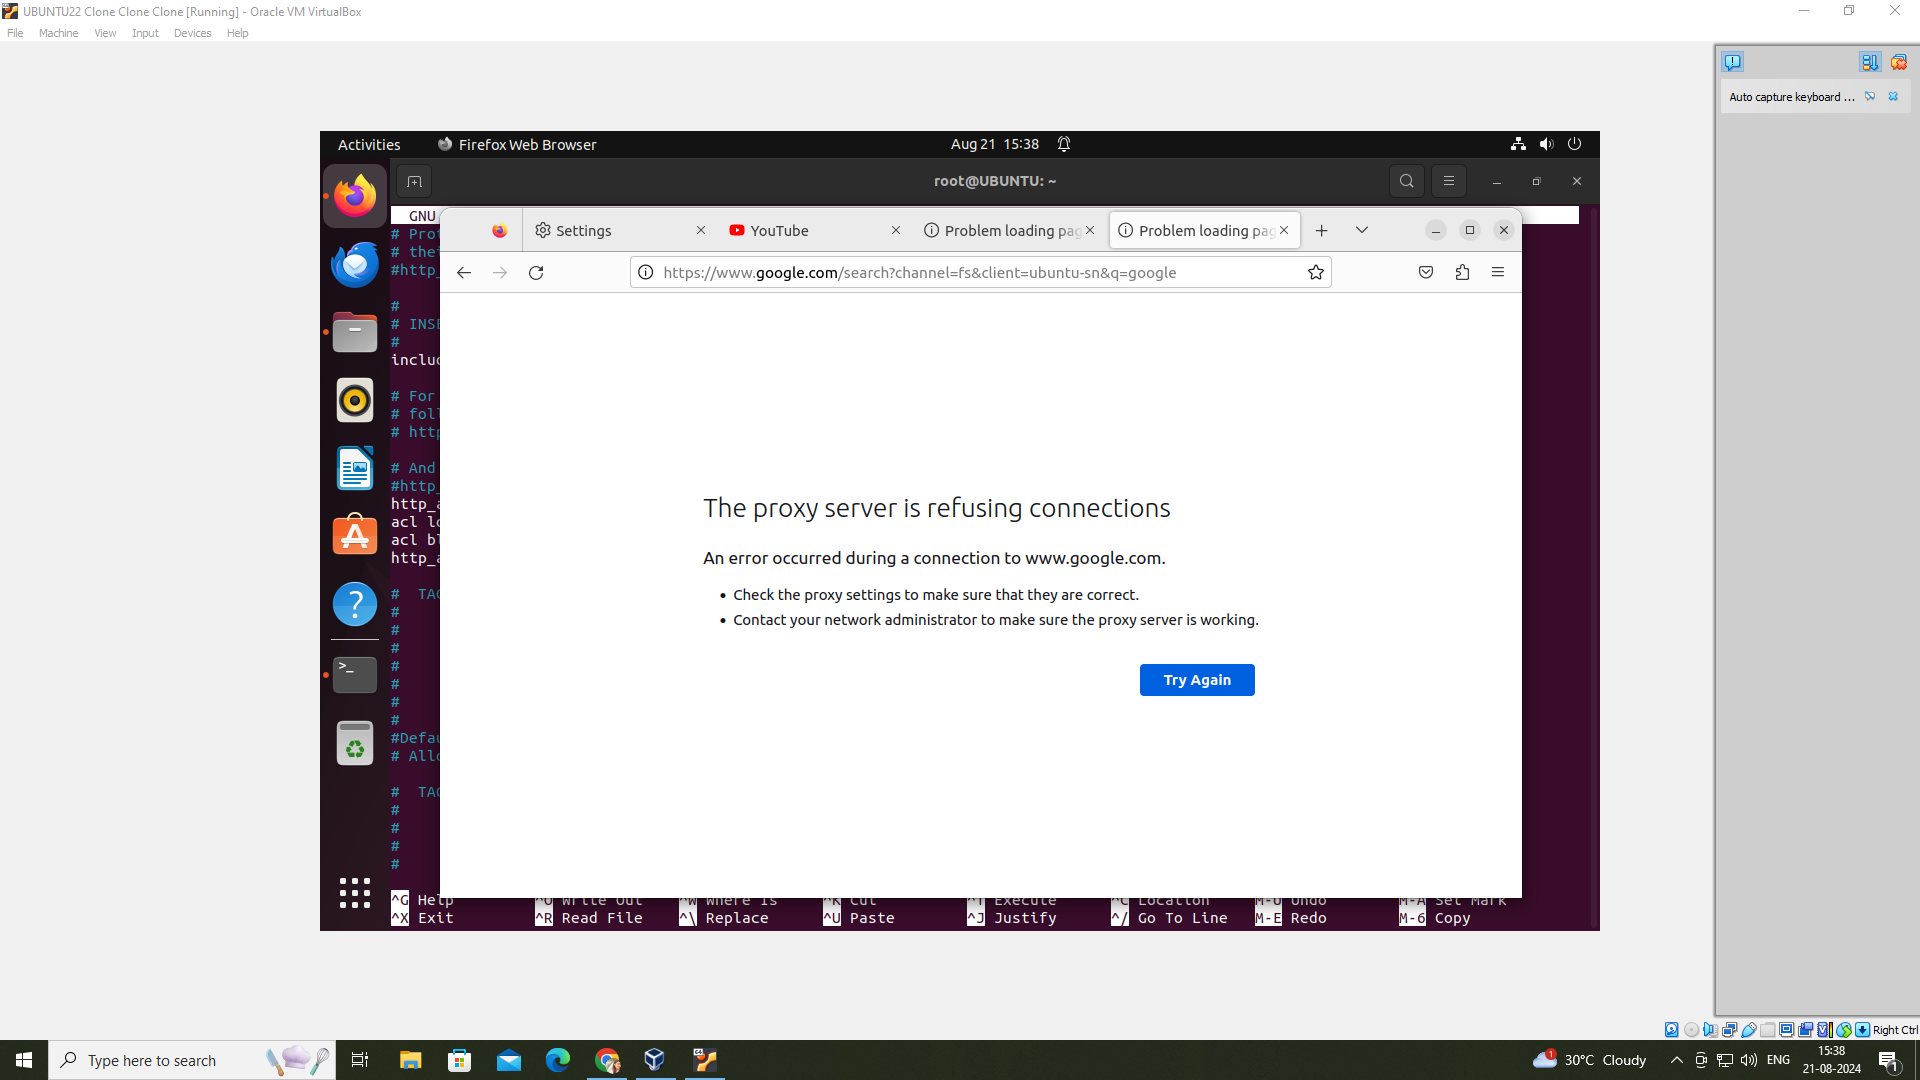 UBUNTU22 Clone Clone Clone [Running] - Oracle VM VirtualBox
File Machine View Input Devices Help
Auto capture keyboard ...
Activities Firefox Web Browser Aug 21 15:38
root@UBUNTU: ~
GNU
Settings YouTube Problem loading pag Problem loading pag
https://www.google.com/search?channel=fs&client=ubuntu-sn&q=google
# Prot
# the
#http_
#
# INSE
#
includ
# For
# foll
# http
# And
#http_
http_a
acl lo
acl bl
http_a
# TAG
#
#
#
#
#
#
#
#Defau
# Allo
# TAG
#
#
#
#
The proxy server is refusing connections
An error occurred during a connection to www.google.com.
• Check the proxy settings to make sure that they are correct.
• Contact your network administrator to make sure the proxy server is working.
Try Again
^G Help ^O Write Out ^W Where Is ^K Cut ^T Execute ^C Location M-U Undo M-A Set Mark
^X Exit ^R Read File ^\ Replace ^U Paste ^J Justify ^/ Go To Line M-E Redo M-6 Copy
Right Ctrl
Type here to search
1 30°C Cloudy ENG 15:38
21-08-2024
1